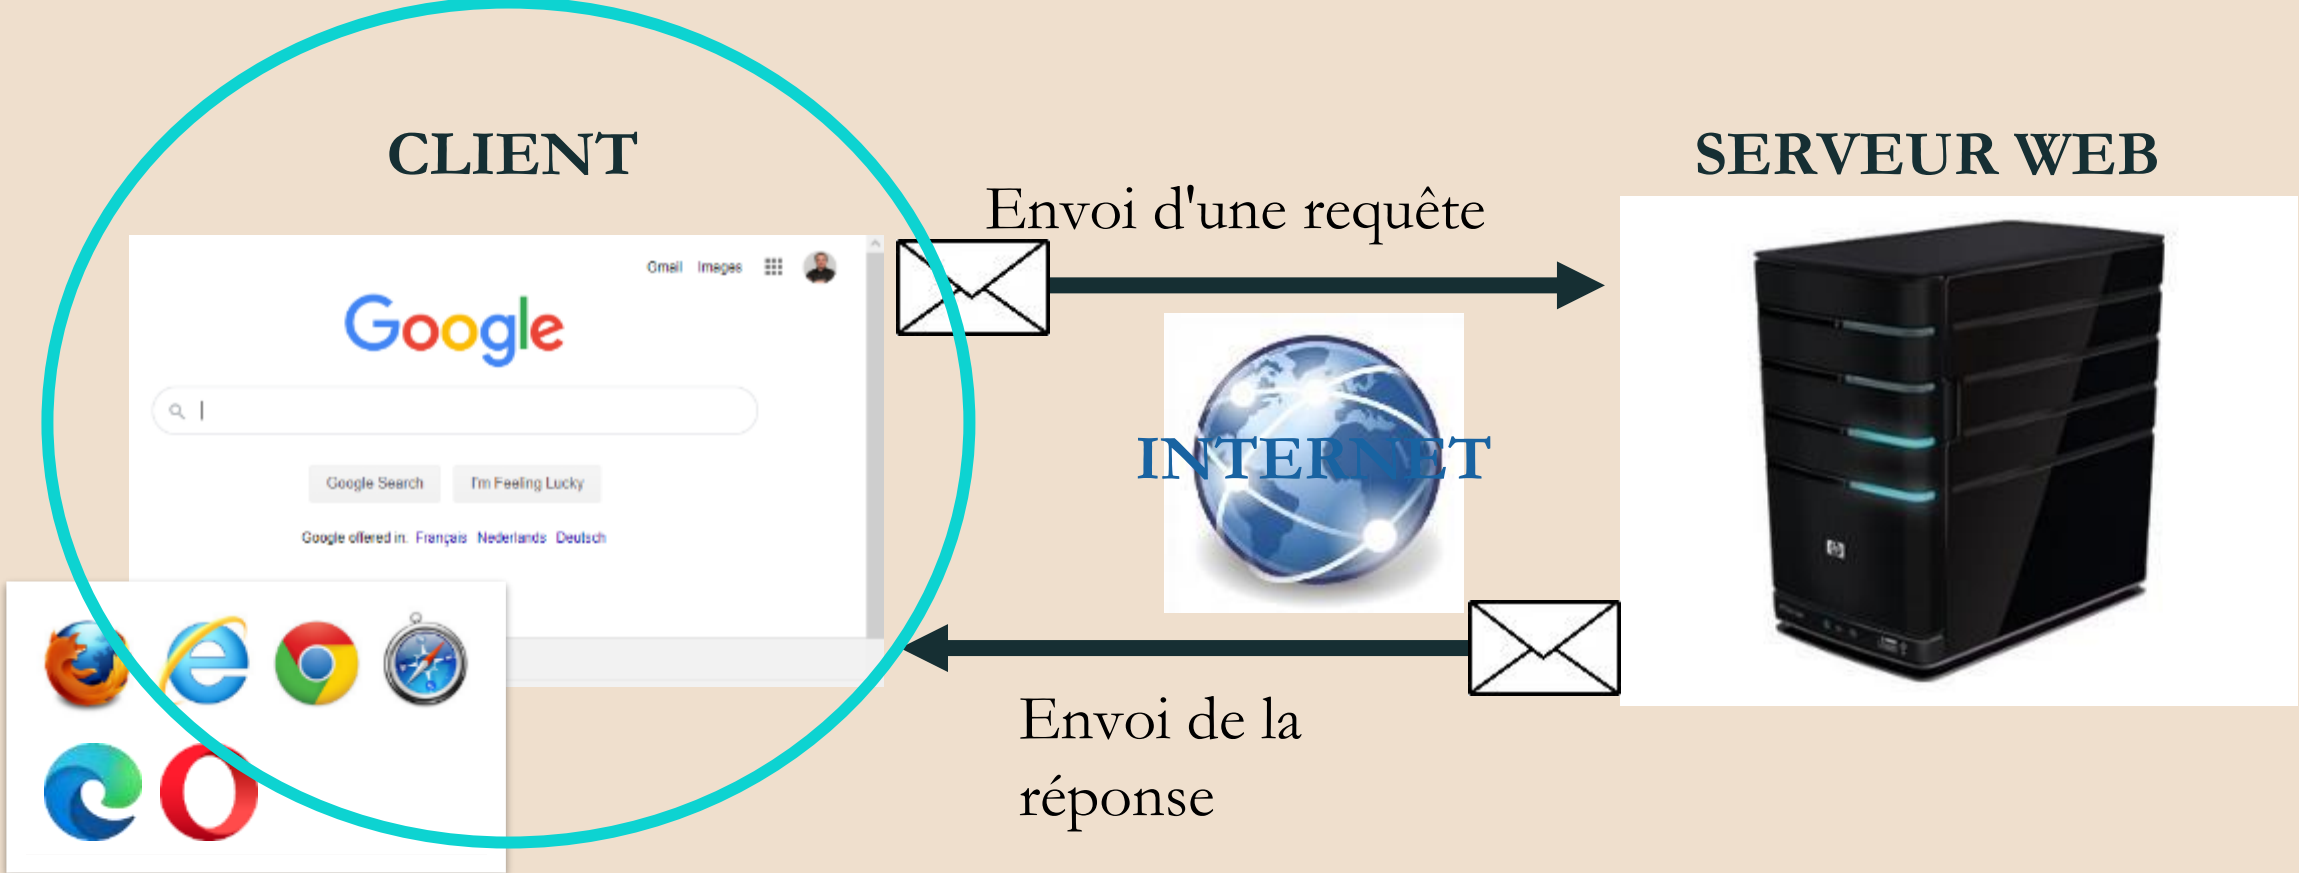 CLIENT
SERVEUR WEB
Envoi d'une requête
Gmail Images
Google
Google Search I'm Feeling Lucky
Google offered in: Français Nederlands Deutsch
INTERNET
Envoi de la
réponse
hp